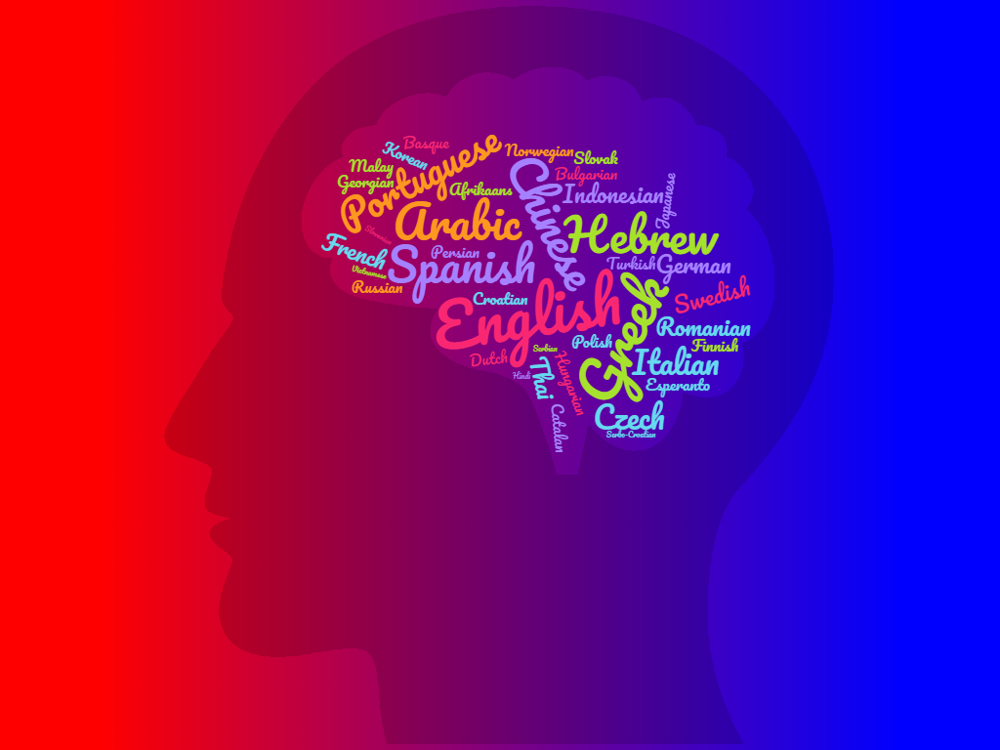 Basque
Korean
Portuguese
Norwegian
Slovak
Malay
Georgian
Afrikaans
Chinese
Bulgarian
Indonesian
Japanese
Arabic
Hebrew
Slovenian
French
Persian
Spanish
Turkish
German
Vietnamese
Russian
Croatian
English
Greek
Swedish
Romanian
Polish
Finnish
Serbian
Dutch
Italian
Thai
Hindi
Hungarian
Esperanto
Catalan
Czech
Serbo-Croatian